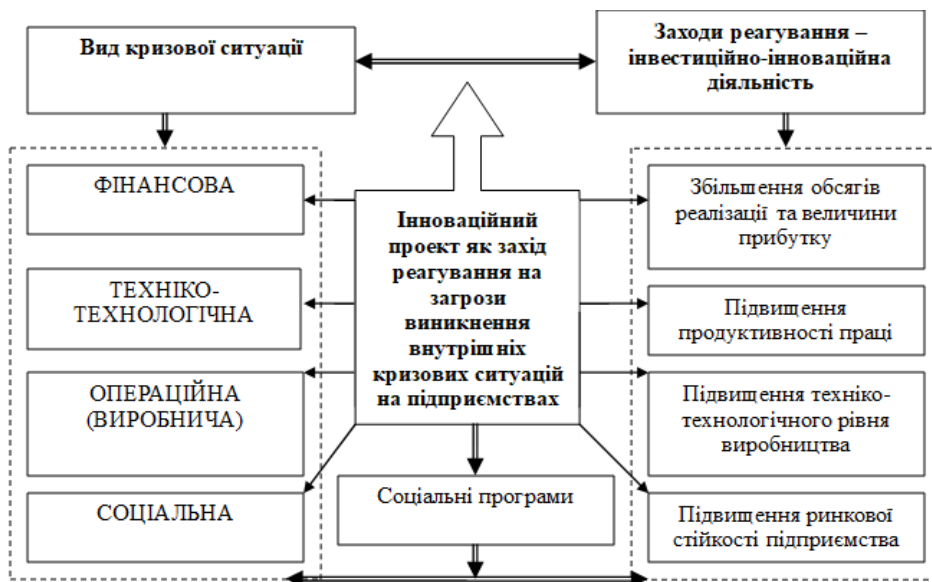 Вид кризової ситуації
Заходи реагування –
інвестиційно-інноваційна
діяльність
ФІНАНСОВА
ТЕХНІКО-
ТЕХНОЛОГІЧНА
ОПЕРАЦІЙНА
(ВИРОБНИЧА)
СОЦІАЛЬНА
Інноваційний
проект як захід
реагування на
загрози
виникнення
внутрішніх
кризових ситуацій
на підприємствах
Соціальні програми
Збільшення обсягів
реалізації та величини
прибутку
Підвищення
продуктивності праці
Підвищення техніко-
технологічного рівня
виробництва
Підвищення ринкової
стійкості підприємства